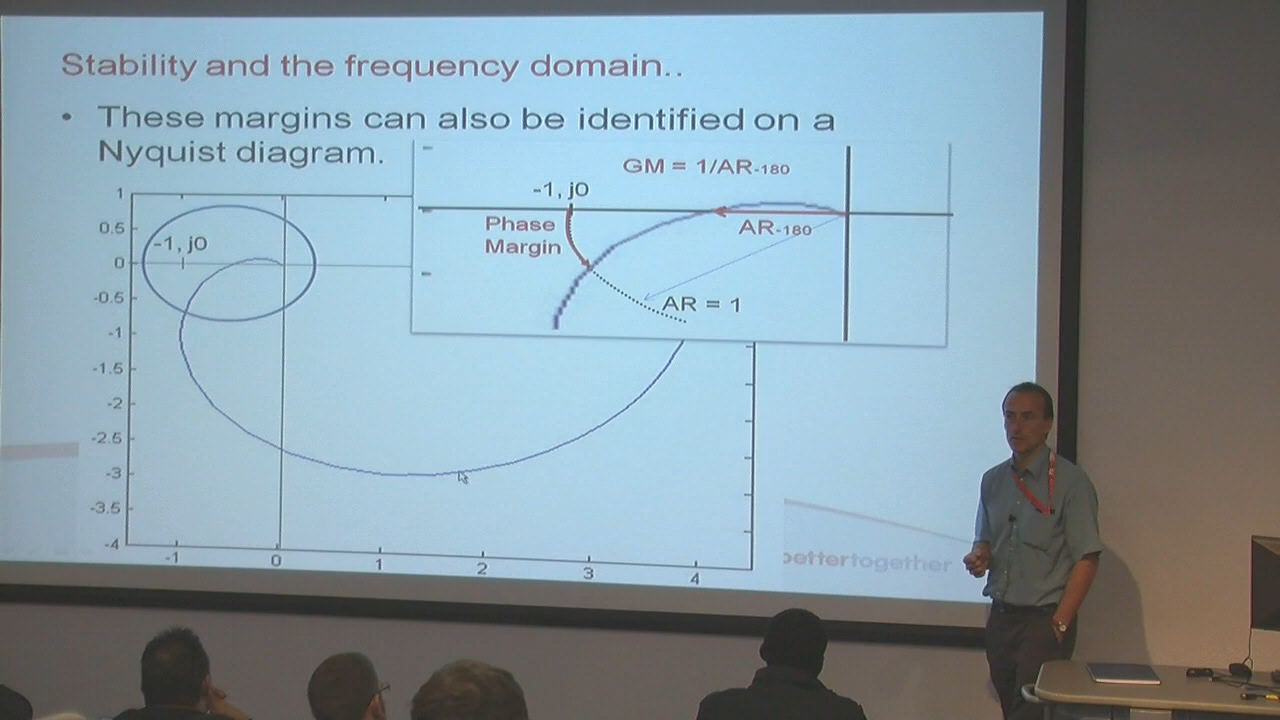 Stability and the frequency domain..
• These margins can also be identified on a
Nyquist diagram.
GM = 1/AR-180
-1, j0
Phase
Margin
AR-180
AR = 1
-1, j0
1
0.5
0
-0.5
-1
-1.5
-2
-2.5
-3
-3.5
-4
-1
0
1
2
3
4
bettertogether